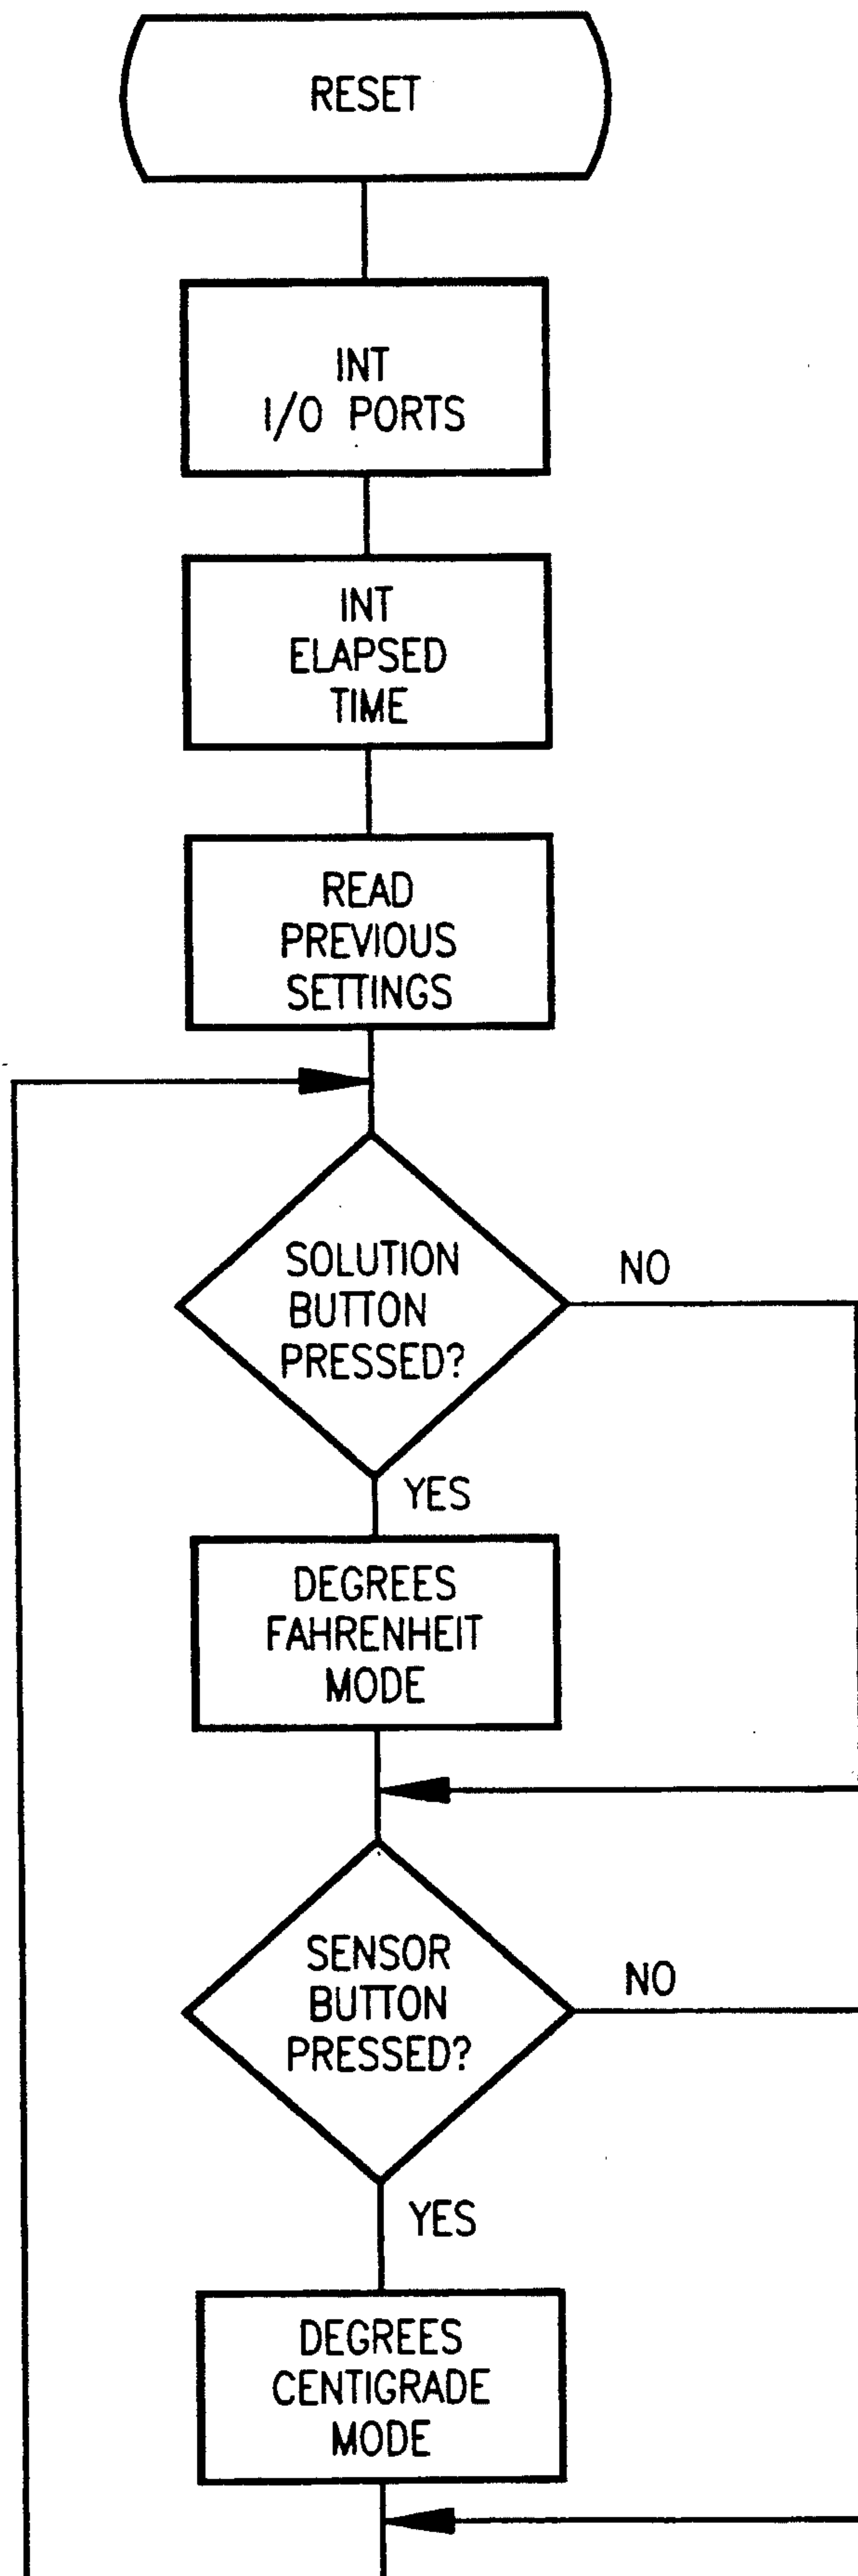 RESET
INT
I/O PORTS
INT
ELAPSED
TIME
READ
PREVIOUS
SETTINGS
SOLUTION
BUTTON
PRESSED?
NO
YES
DEGREES
FAHRENHEIT
MODE
SENSOR
BUTTON
PRESSED?
NO
YES
DEGREES
CENTIGRADE
MODE